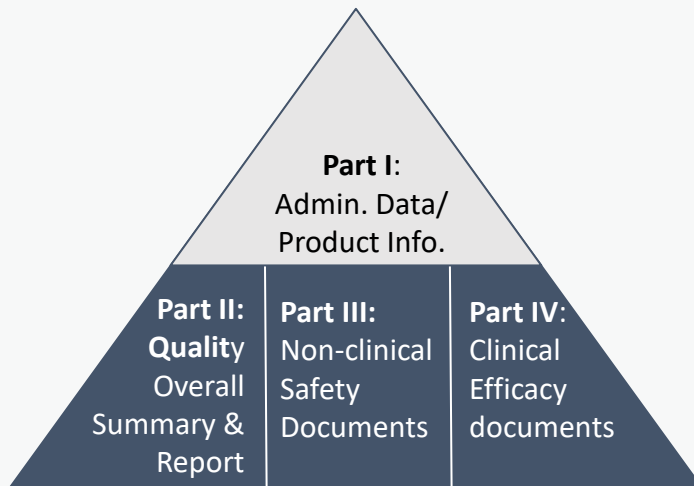 Part I:
Admin. Data/
Product Info.
Part II:
Quality
Overall
Summary &
Report
Part III:
Non-clinical
Safety
Documents
Part IV:
Clinical
Efficacy
documents